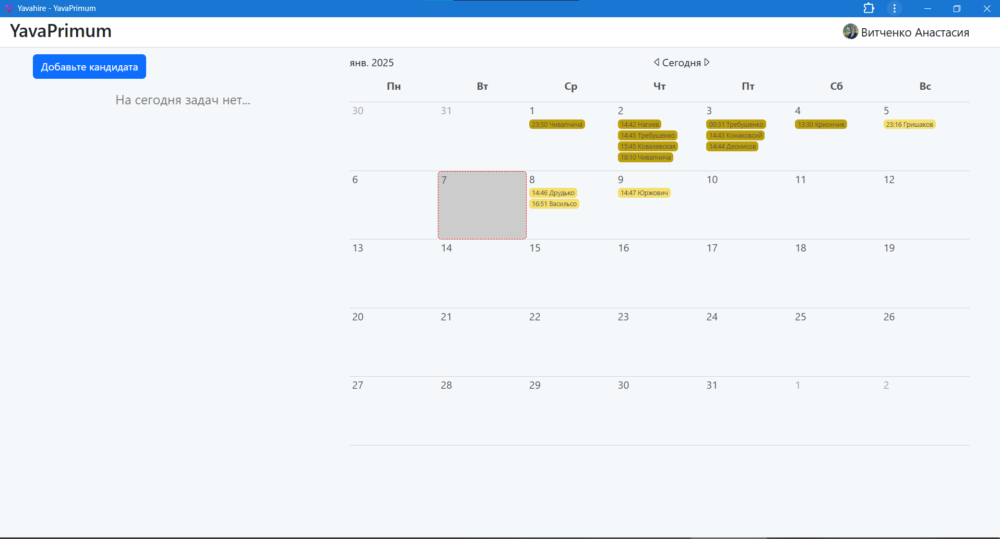 Yavahire - YavaPrimum
YavaPrimum
Витченко Анастасия
Добавьте кандидата
На сегодня задач нет...
янв. 2025
Сегодня
Пн Вт Ср Чт Пт Сб Вс
30 31 1 2 3 4 5
23:50 Чивапчича
14:42 Нагиев
14:45 Требушенко
15:45 Ковалевская
18:10 Чивапчича
00:31 Требушенко
14:43 Конаковсий
14:44 Деонисов
13:30 Криончик
23:16 Гришаков
6 7 8 9 10 11 12
14:46 Друдько
16:51 Васильсо
14:47 Юржович
13 14 15 16 17 18 19
20 21 22 23 24 25 26
27 28 29 30 31 1 2